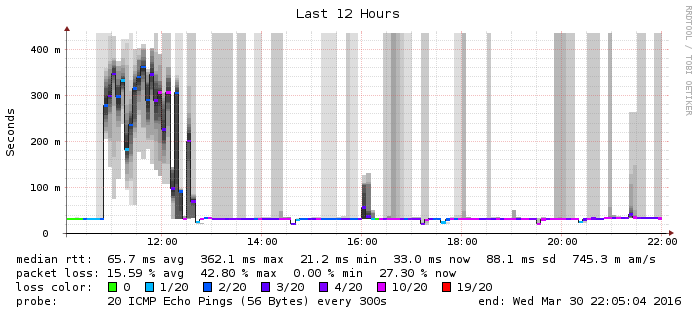 Last 12 Hours
RRDTOOL / TOBI OETIKER
Seconds
400 m
300 m
200 m
100 m
0
12:00 14:00 16:00 18:00 20:00 22:00
median rtt: 65.7 ms avg 362.1 ms max 21.2 ms min 33.0 ms now 88.1 ms sd 745.3 m am/s
packet loss: 15.59 % avg 42.80 % max 0.00 % min 27.30 % now
loss color: 0 1/20 2/20 3/20 4/20 10/20 19/20
probe: 20 ICMP Echo Pings (56 Bytes) every 300s end: Wed Mar 30 22:05:04 2016